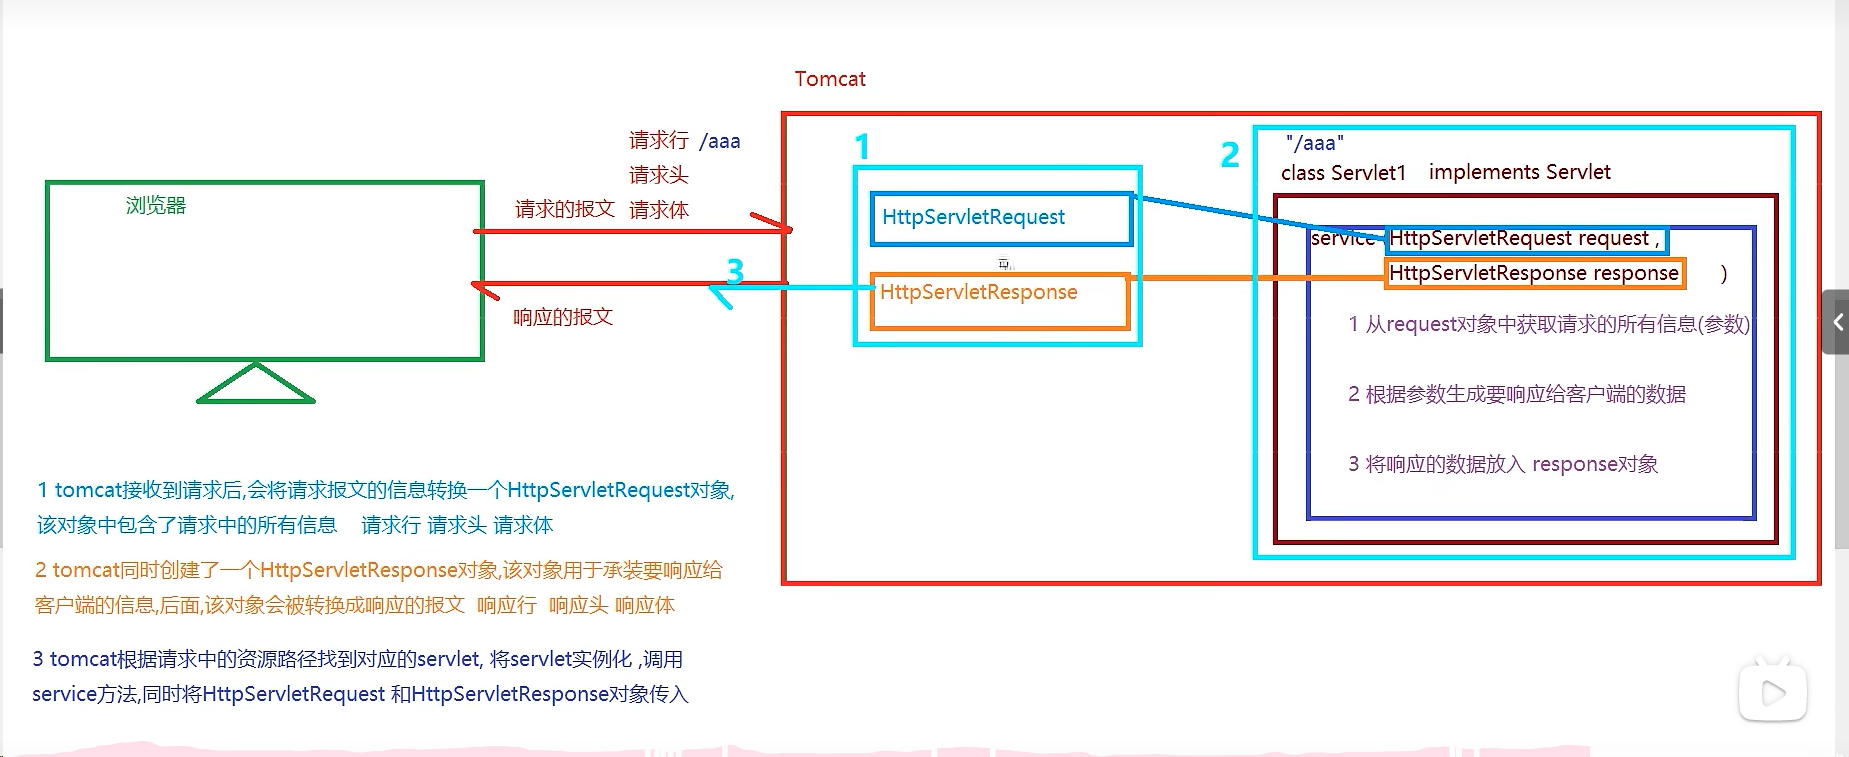 Tomcat
请求行 /aaa
请求头
请求的报文 请求体
浏览器
响应的报文
1
HttpServletRequest
HttpServletResponse
3
2
"/aaa"
class Servlet1 implements Servlet
service HttpServletRequest request ,
HttpServletResponse response )
1 从request对象中获取请求的所有信息(参数)
2 根据参数生成要响应给客户端的数据
3 将响应的数据放入 response对象
1 tomcat接收到请求后,会将请求报文的信息转换一个HttpServletRequest对象,
该对象中包含了请求中的所有信息 请求行 请求头 请求体
2 tomcat同时创建了一个HttpServletResponse对象,该对象用于承装要响应给
客户端的信息,后面,该对象会被转换成响应的报文 响应行 响应头 响应体
3 tomcat根据请求中的资源路径找到对应的servlet, 将servlet实例化 ,调用
service方法,同时将HttpServletRequest 和HttpServletResponse对象传入